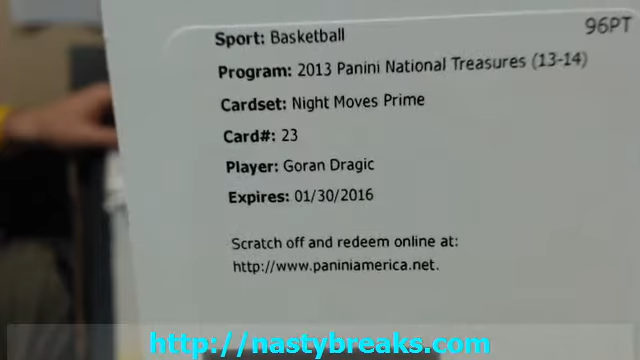 96PT
Sport: Basketball
Program: 2013 Panini National Treasures (13-14)
Cardset: Night Moves Prime
Card#: 23
Player: Goran Dragic
Expires: 01/30/2016
Scratch off and redeem online at:
http://www.paniniamerica.net.
http://nastybreaks.com